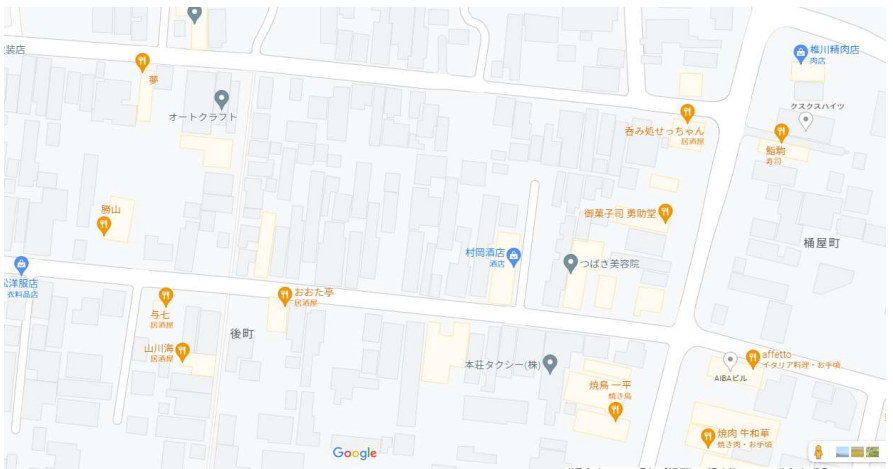 装店
夢
オートクラフト
椎川精肉店
肉店
クスクスハイツ
呑み処せっちゃん
居酒屋
鮨駒
寿司
勝山
御菓子司 勇助堂
桶屋町
村岡酒店
酒店
つばき美容院
洋服店
衣料品店
おおた亭
居酒屋
与七
居酒屋
後町
山川海
居酒屋
本荘タクシー(株)
affetto
イタリア料理・お手頃
AIBAビル
焼鳥 一平
焼き鳥
焼肉 牛和華
焼き肉・お手頃
Google